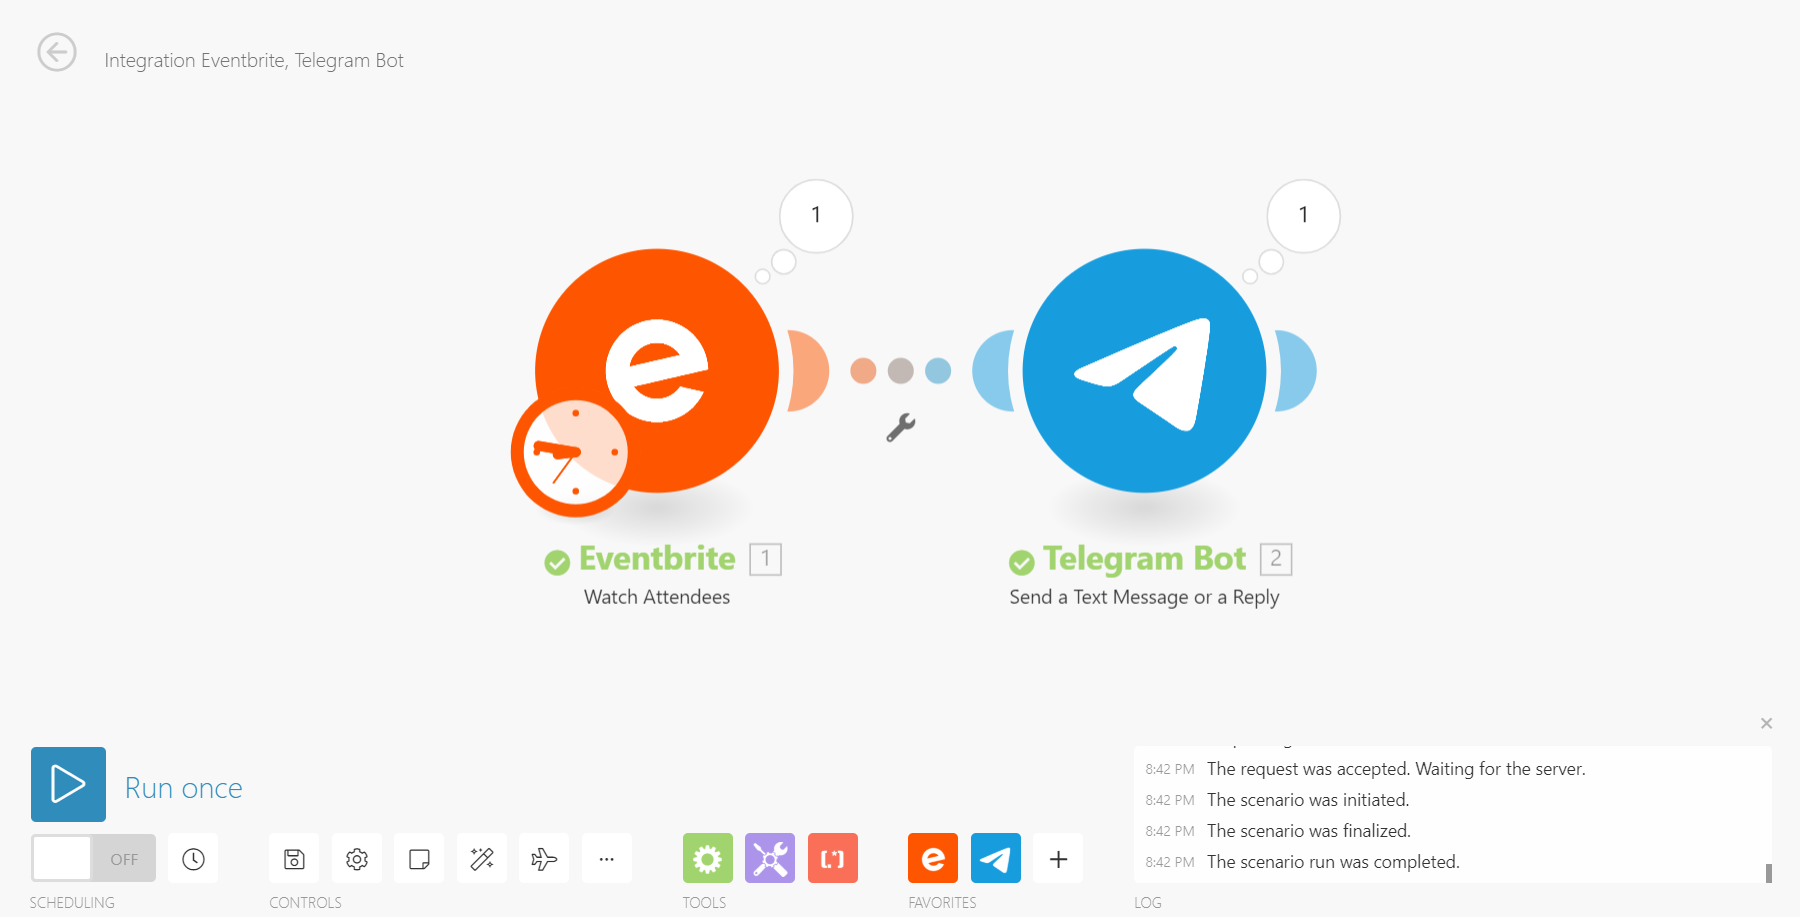 Integration Eventbrite, Telegram Bot
1
1
Eventbrite 1
Watch Attendees
Telegram Bot 2
Send a Text Message or a Reply
Run once
8:42 PM The request was accepted. Waiting for the server.
8:42 PM The scenario was initiated.
8:42 PM The scenario was finalized.
8:42 PM The scenario run was completed.
OFF
SCHEDULING
CONTROLS
TOOLS
FAVORITES
LOG